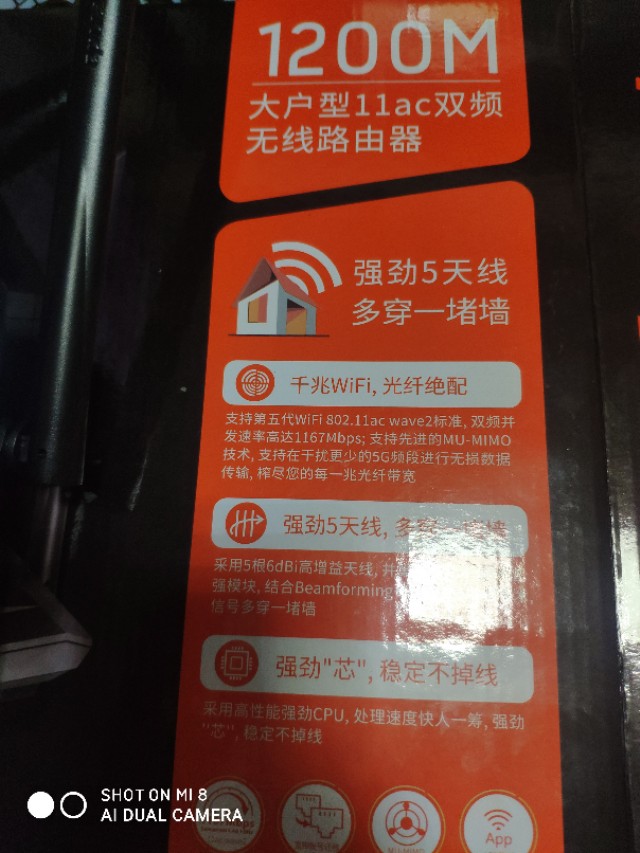 1200M
大户型11ac双频
无线路由器
强劲5天线
多穿一堵墙
千兆WiFi, 光纤绝配
支持第五代WiFi 802.11ac wave2标准, 双频并
发速率高达1167Mbps; 支持先进的MU-MIMO
技术, 支持在干扰更少的5G频段进行无损数据
传输, 榨尽您的每一兆光纤带宽
强劲5天线, 多穿一堵墙
采用5根6dBi高增益天线, 并
强模块, 结合Beamforming
信号多穿一堵墙
强劲"芯", 稳定不掉线
采用高性能强劲CPU, 处理速度快人一筹, 强劲
"芯", 稳定不掉线
MU-MIMO
App
SHOT ON MI 8
AI DUAL CAMERA